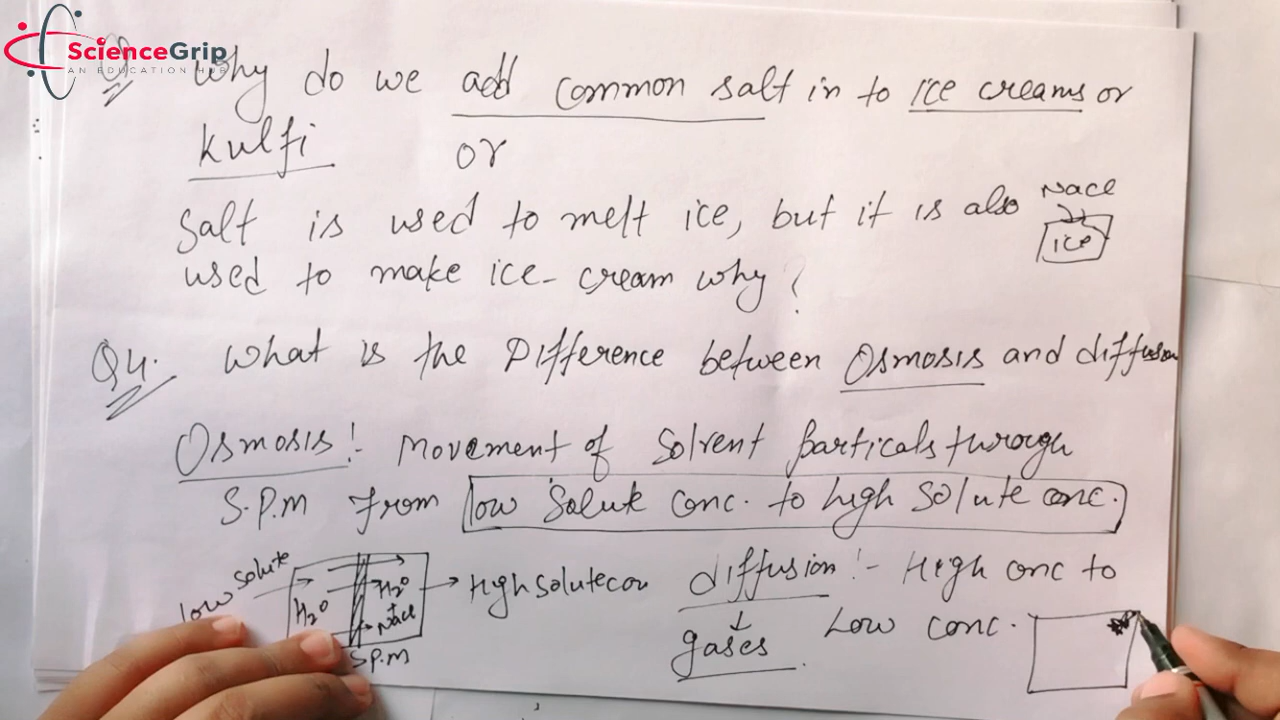 ScienceGrip
AN EDUCATION HUB
Why do we add common salt in to ice creams or
kulfi or
Salt is used to melt ice, but it is also
Nacl
ice
used to make ice-cream why?
Q4. What is the Difference between Osmosis and diffusion
Osmosis:- Movement of Solvent particals through
S.P.M from low Solute conc. to high solute conc.
low solute
H2O
H2O
+
Nacl
S.P.M
High solute con
diffusion:- High conc to
Low conc.
gases